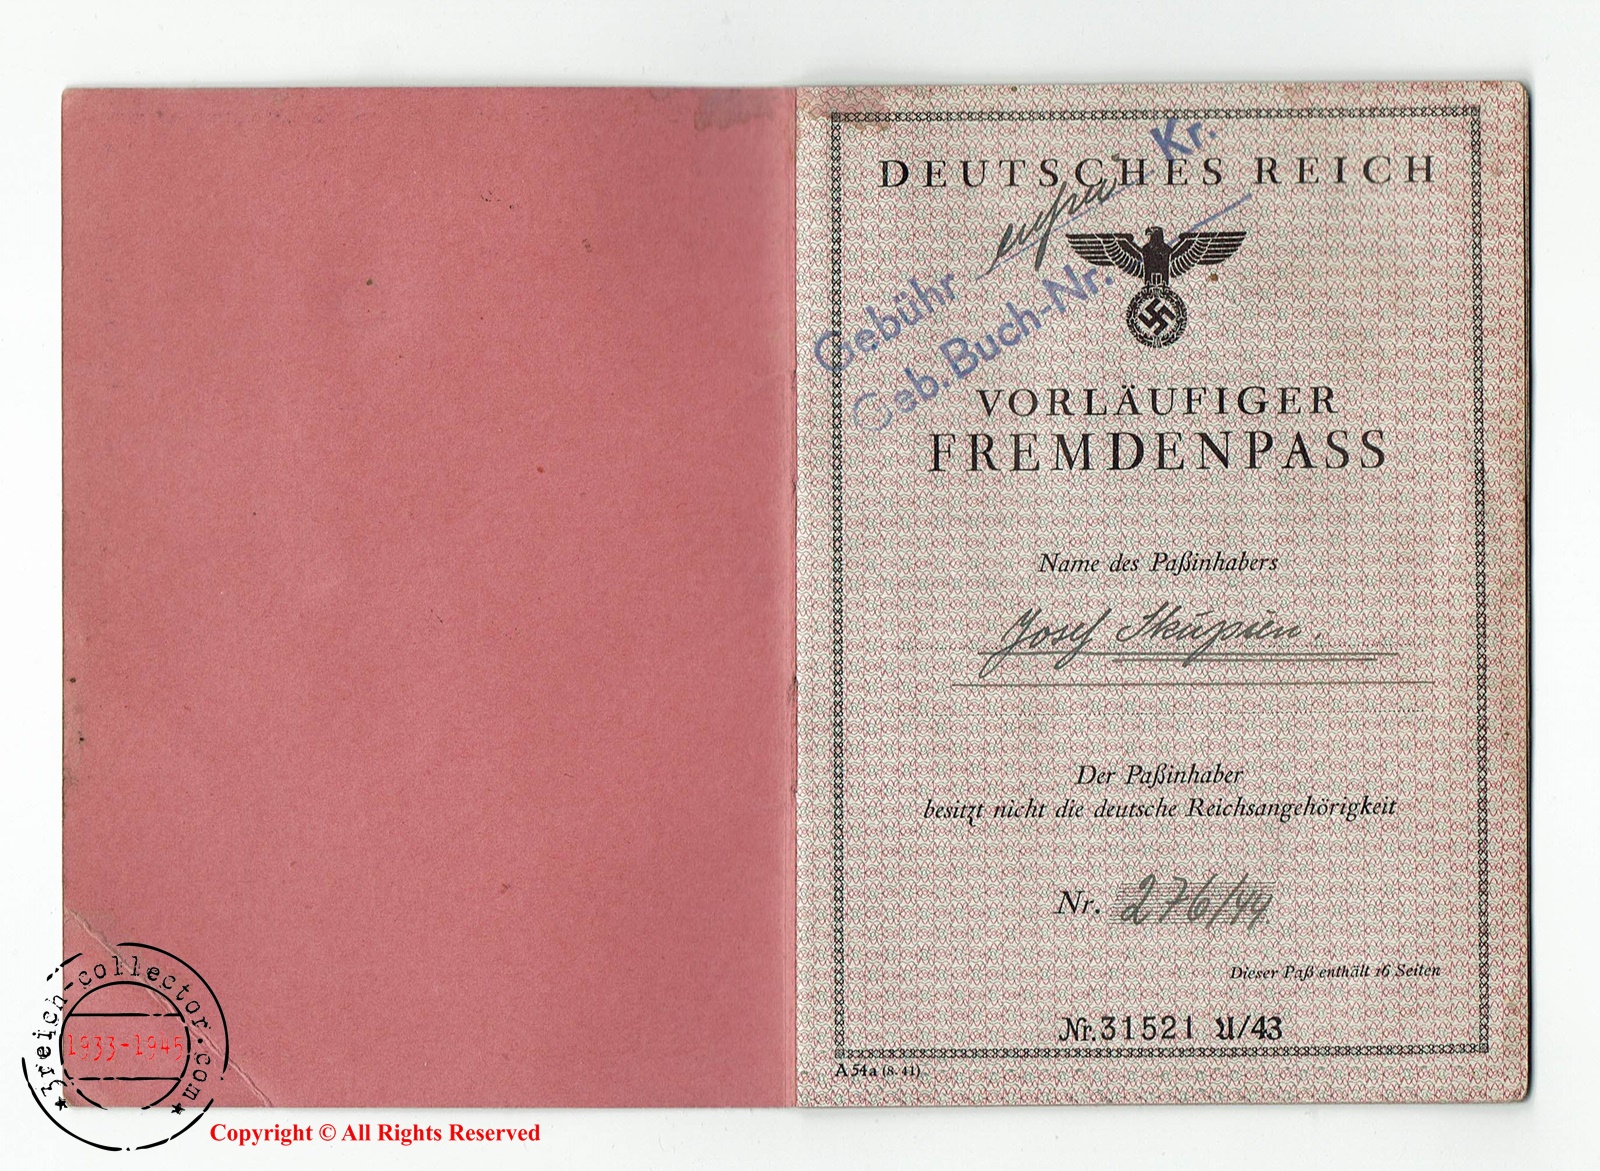 DEUTSCHES REICH
Gebühr Kr.
Geb. Buch-Nr.
VORLÄUFIGER
FREMDENPASS
Name des Paßinhabers
Josef Skupien.
Der Paßinhaber
besitzt nicht die deutsche Reichsangehörigkeit
Nr. 276/44
Dieser Paß enthält 16 Seiten
Nr. 31521 U/43
A 54a (8. 41)
*3reich-collector.com*
1933-1945
Copyright © All Rights Reserved